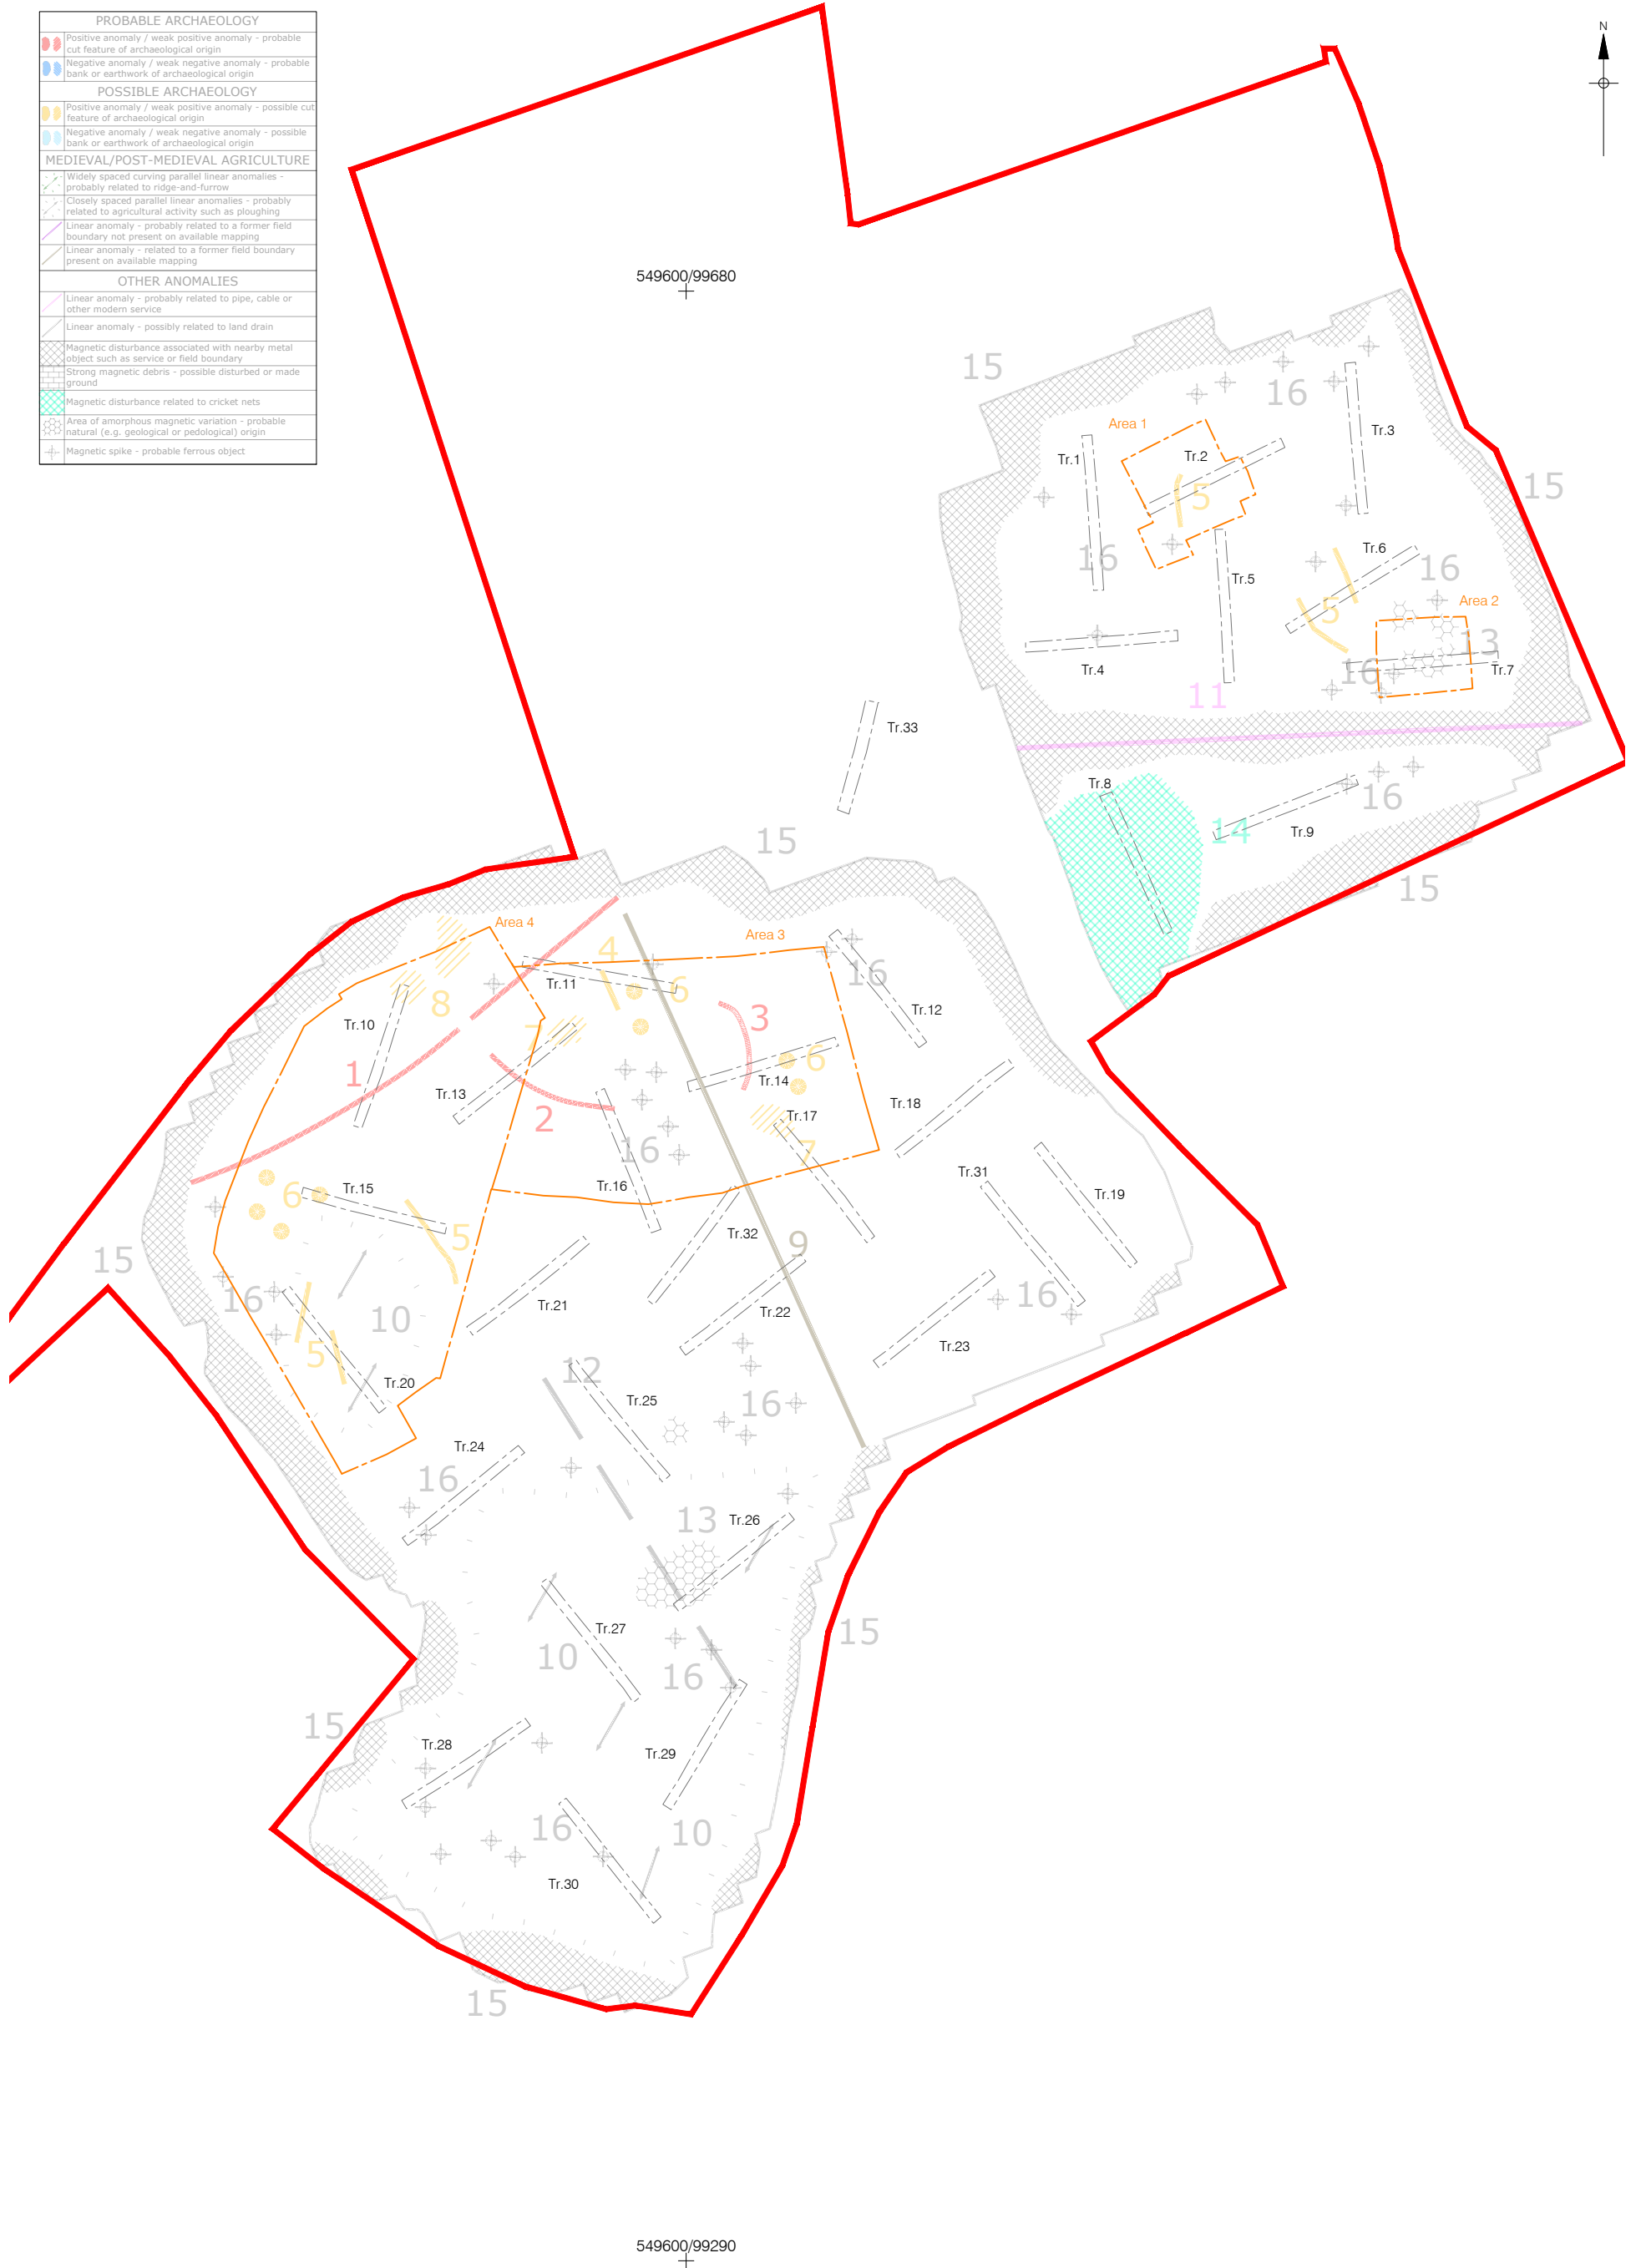 PROBABLE ARCHAEOLOGY
Positive anomaly / weak positive anomaly - probable
cut feature of archaeological origin
Negative anomaly / weak negative anomaly - probable
bank or earthwork of archaeological origin
POSSIBLE ARCHAEOLOGY
Positive anomaly / weak positive anomaly - possible cut
feature of archaeological origin
Negative anomaly / weak negative anomaly - possible
bank or earthwork of archaeological origin
MEDIEVAL/POST-MEDIEVAL AGRICULTURE
Widely spaced curving parallel linear anomalies -
probably related to ridge-and-furrow
Closely spaced parallel linear anomalies - probably
related to agricultural activity such as ploughing
Linear anomaly - probably related to a former field
boundary not present on available mapping
Linear anomaly - related to a former field boundary
present on available mapping
OTHER ANOMALIES
Linear anomaly - probably related to pipe, cable or
other modern service
Linear anomaly - possibly related to land drain
Magnetic disturbance associated with nearby metal
object such as service or field boundary
Strong magnetic debris - possible disturbed or made
ground
Magnetic disturbance related to cricket nets
Area of amorphous magnetic variation - probable
natural (e.g. geological or pedological) origin
Magnetic spike - probable ferrous object
N
549600/99680
15
16
Area 1
Tr.3
Tr.1
Tr.2
15
5
16
Tr.6
16
Tr.5
Area 2
5
13
Tr.4
16
Tr.7
11
Tr.33
Tr.8
16
14
Tr.9
15
15
Area 4
Area 3
4
16
Tr.11
6
8
Tr.12
3
Tr.10
7
6
1
Tr.14
Tr.13
Tr.18
2
Tr.17
16
7
Tr.31
Tr.15
6
Tr.16
Tr.19
5
Tr.32
9
15
16
16
10
Tr.21
Tr.22
Tr.23
5
12
Tr.20
Tr.25
16
Tr.24
16
13
Tr.26
Tr.27
15
10
16
15
Tr.28
Tr.29
16
10
Tr.30
15
549600/99290